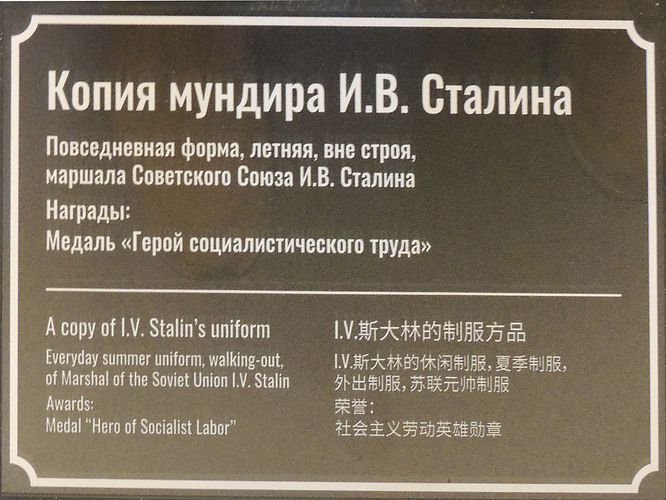 Копия мундира И.В. Сталина
Повседневная форма, летняя, вне строя,
маршала Советского Союза И.В. Сталина
Награды:
Медаль «Герой социалистического труда»
A copy of I.V. Stalin's uniform
Everyday summer uniform, walking-out,
of Marshal of the Soviet Union I.V. Stalin
Awards:
Medal “Hero of Socialist Labor”
I.V.斯大林的制服方品
I.V.斯大林的休闲制服，夏季制服，
外出制服，苏联元帅制服
荣誉：
社会主义劳动英雄勋章